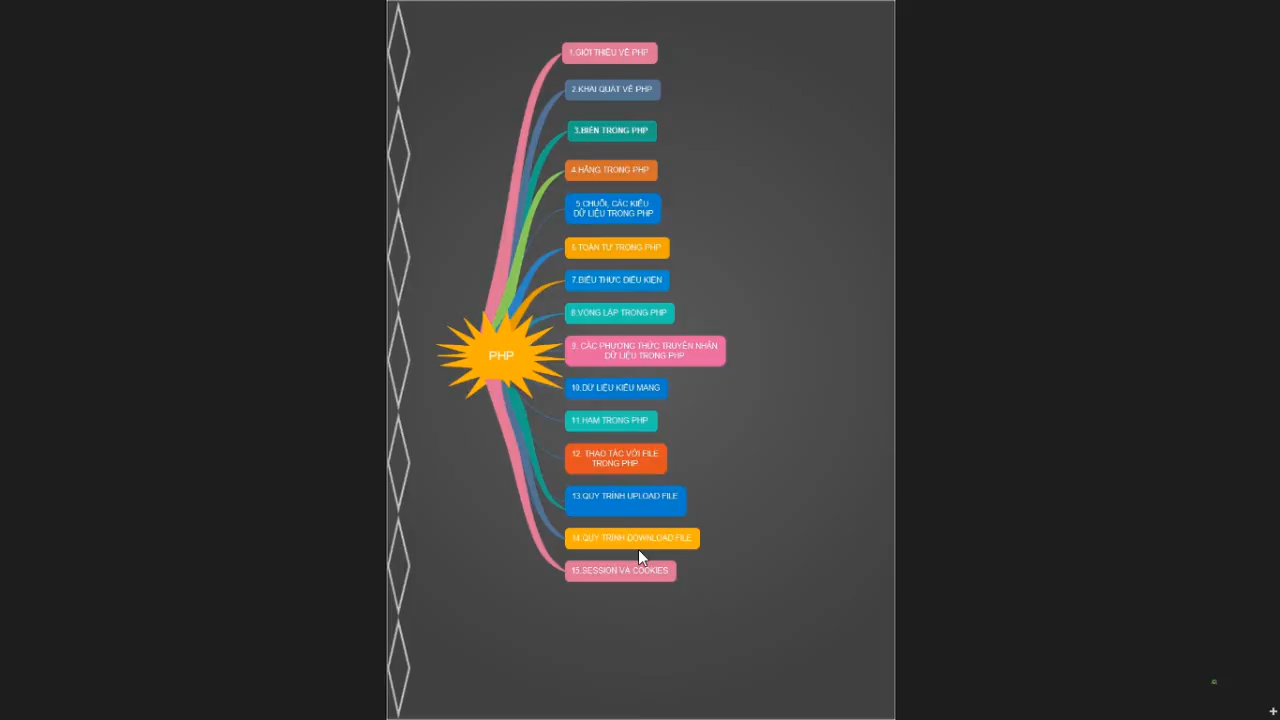 1.GIỚI THIỆU VỀ PHP
2.KHÁI QUÁT VỀ PHP
3.BIẾN TRONG PHP
4.HẰNG TRONG PHP
5.CHUỖI, CÁC KIỂU
DỮ LIỆU TRONG PHP
6.TOÁN TỬ TRONG PHP
7.BIỂU THỨC ĐIỀU KIỆN
8.VÒNG LẶP TRONG PHP
PHP
9. CÁC PHƯƠNG THỨC TRUYỀN NHẬN
DỮ LIỆU TRONG PHP
10.DỮ LIỆU KIỂU MẢNG
11.HÀM TRONG PHP
12. THAO TÁC VỚI FILE
TRONG PHP
13.QUY TRÌNH UPLOAD FILE
14.QUY TRÌNH DOWNLOAD FILE
15.SESSION VÀ COOKIES